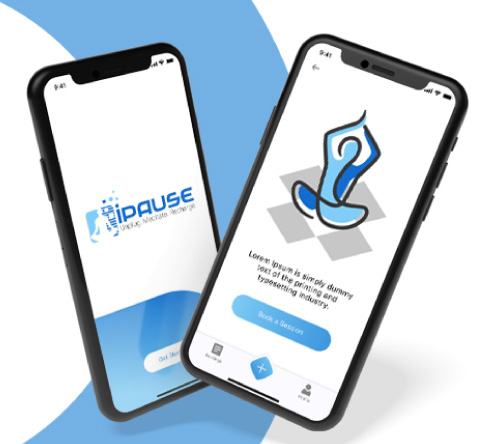 9:41
iPAUSE
Unplug. Meditate. Recharge
Get Star
9:41
Lorem Ipsum is simply dummy
text of the printing and
typesetting industry.
Book a Session
Profile